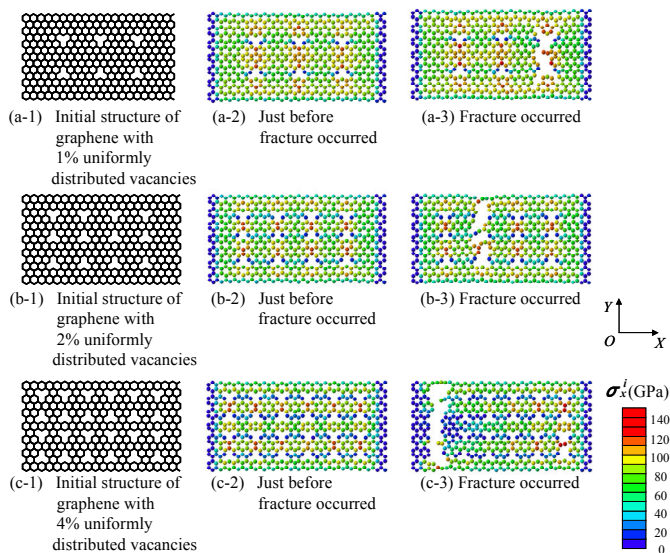 (a-1) Initial structure of
graphene with
1% uniformly
distributed vacancies
(a-2) Just before
fracture occurred
(a-3) Fracture occurred
(b-1) Initial structure of
graphene with
2% uniformly
distributed vacancies
(b-2) Just before
fracture occurred
(b-3) Fracture occurred
Y
O
X
(c-1) Initial structure of
graphene with
4% uniformly
distributed vacancies
(c-2) Just before
fracture occurred
(c-3) Fracture occurred
σxi(GPa)
140
120
100
80
60
40
20
0